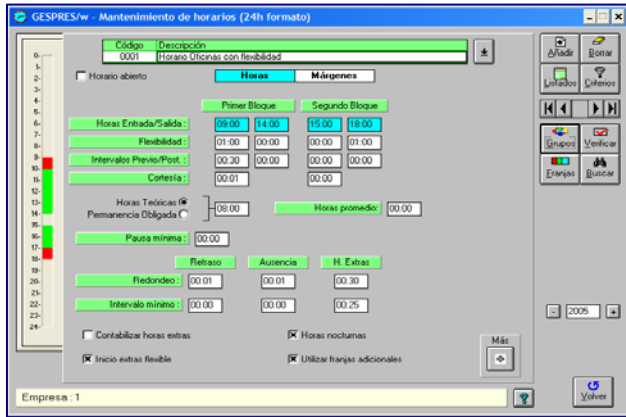 GESPRES/w - Mantenimiento de horarios (24h formato)
Código Descripción
0001 Horario Oficinas con flexibilidad
Añadir Borrar
Horario abierto Horas Márgenes
Listados Criterios
Primer Bloque Segundo Bloque
Horas Entrada/Salida : 09:00 14:00 15:00 18:00
Flexibilidad : 01:00 00:00 00:00 01:00
Grupos Verificar
Intervalos Previo/Post. : 00:30 00:00 00:00 00:00
Cortesía : 00:01 00:00
Franjas Buscar
Horas Teóricas
Permanencia Obligada 08:00 Horas promedio: 00:00
Pausa mínima : 00:00
Retraso Ausencia H. Extras
Redondeo : 00:01 00:01 00:30
Intervalo mínimo : 00:00 00:00 00:25
- 2005 +
Contabilizar horas extras Horas nocturnas Más
Inicio extras flexible Utilizar franjas adicionales
0-
1-
2-
3-
4-
5-
6-
7-
8-
9-
10-
11-
12-
13-
14-
15-
16-
17-
18-
19-
20-
21-
22-
23-
24-
Empresa : 1 ? Volver